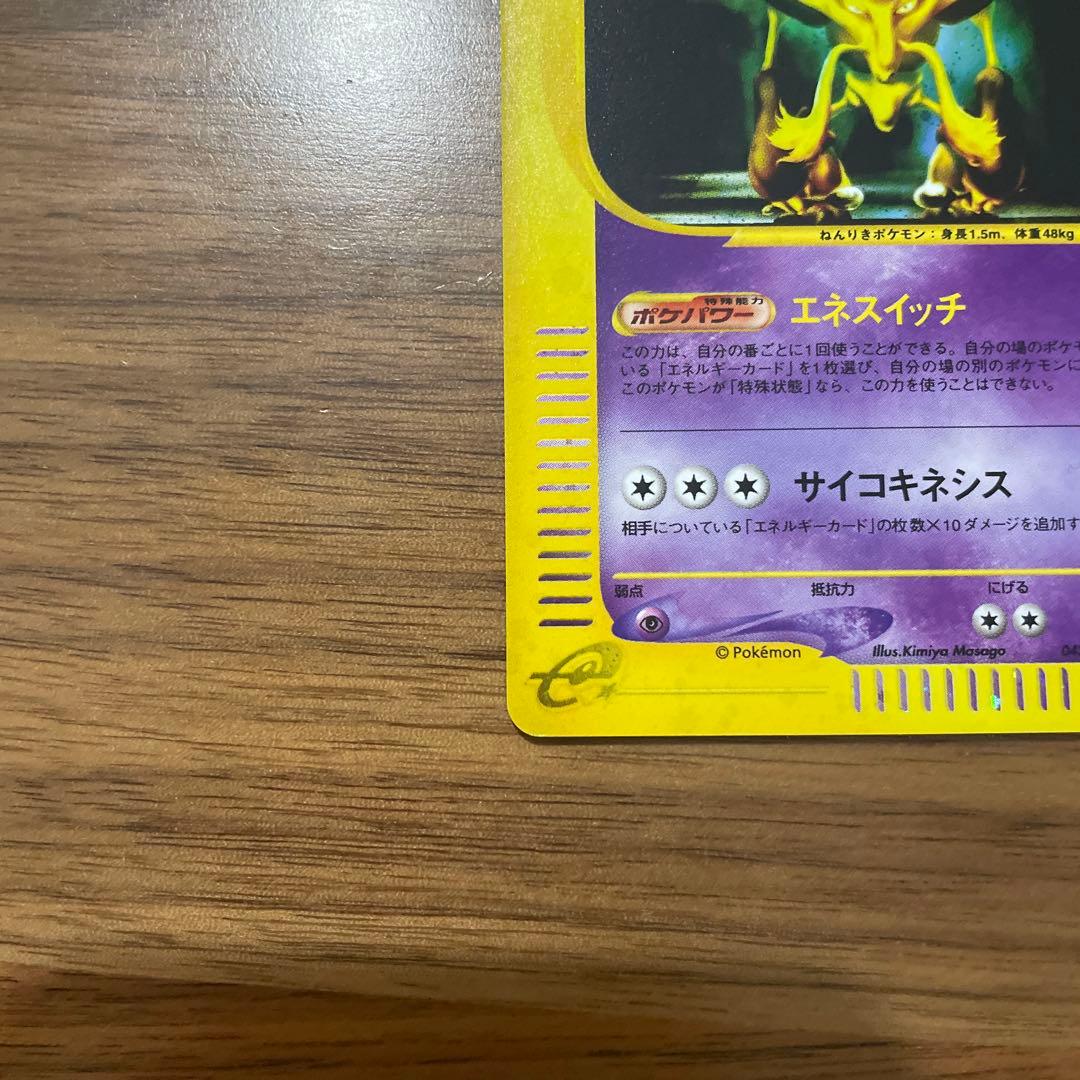 ねんりきポケモン:身長1.5m、体重48kg
特殊能力
ポケパワー エネスイッチ
この力は、自分の番ごとに1回使うことができる。自分の場のポケモ
いる「エネルギーカード」を1枚選び、自分の場の別のポケモンに
このポケモンが「特殊状態」なら、この力を使うことはできない。
サイコキネシス
相手についている「エネルギーカード」の枚数×10ダメージを追加す
弱点 抵抗力 にげる
© Pokémon Illus.Kimiya Masago 04
e